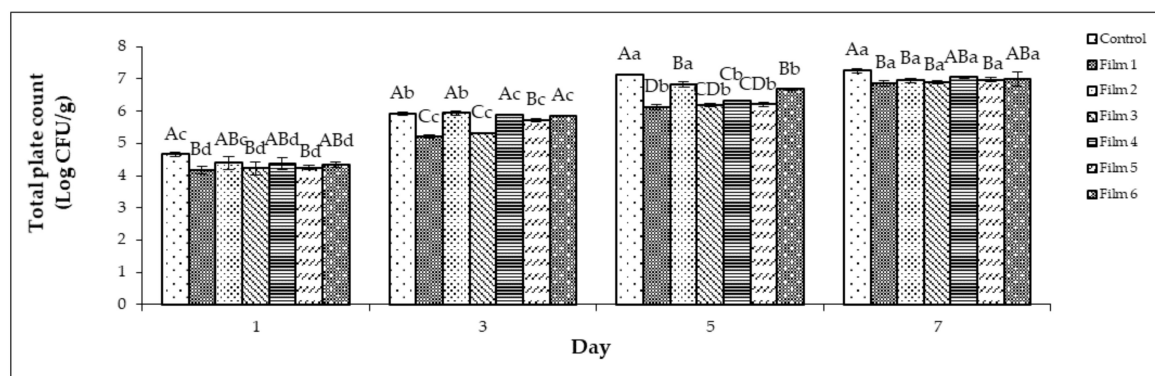 Total plate count
(Log CFU/g)
8
7
6
5
4
3
2
1
0
Ac Bd ABc Bd ABd Bd ABd
Ab Cc Ab Cc Ac Bc Ac
Aa Db Ba CDb Cb CDb Bb
Aa Ba Ba Ba ABa Ba ABa
1 3 5 7
Day
Control
Film 1
Film 2
Film 3
Film 4
Film 5
Film 6